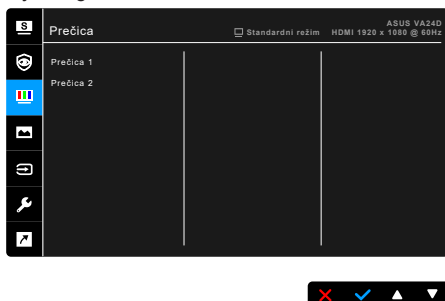 S
Prečica
Standardni režim
ASUS VA24D
HDMI 1920 x 1080 @ 60Hz
Prečica 1
Prečica 2